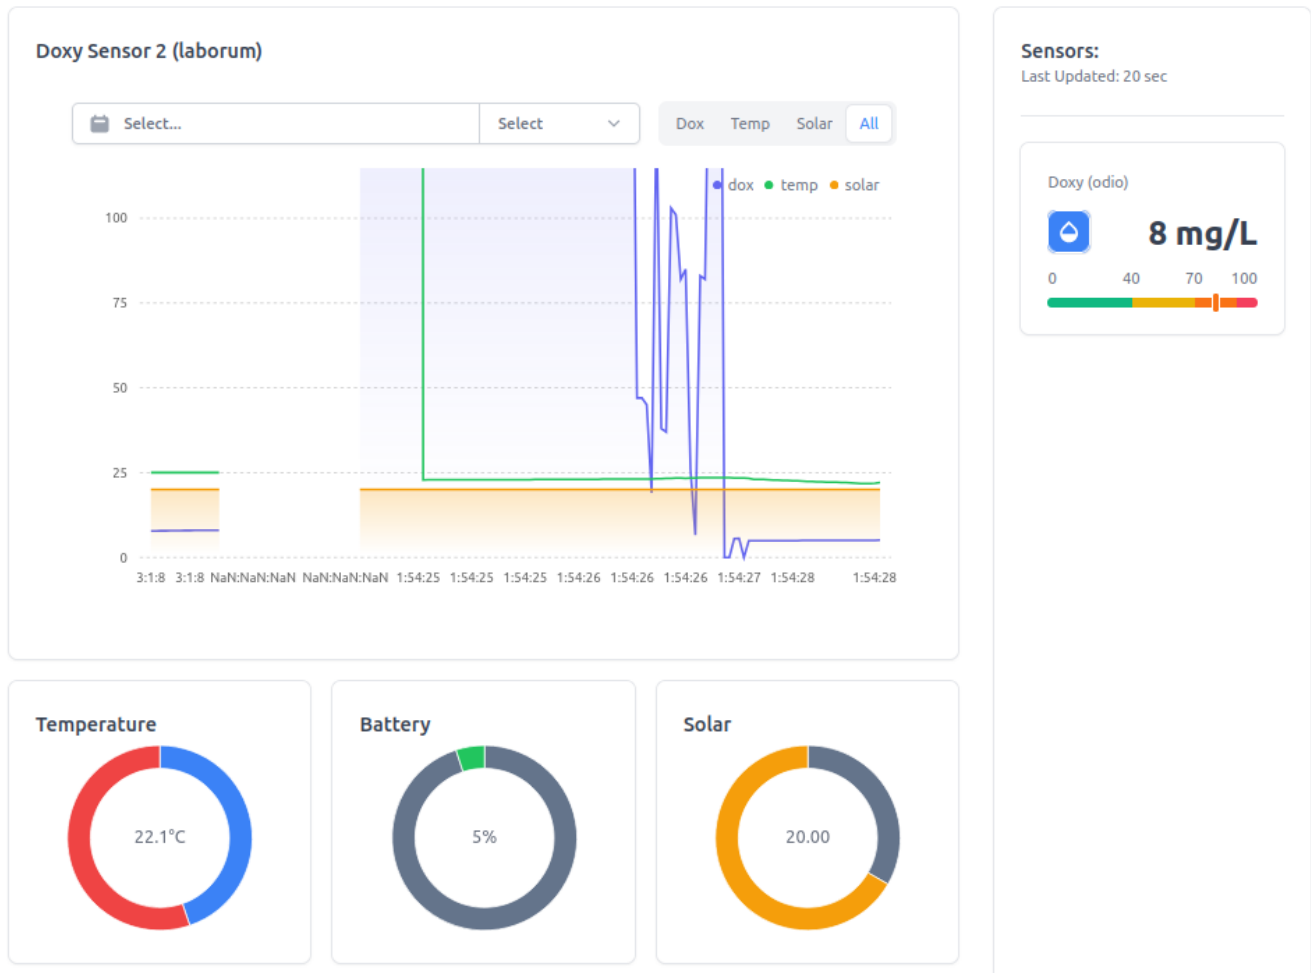 Doxy Sensor 2 (laborum)
Select... Select Dox Temp Solar All
dox temp solar
100
75
50
25
0
3:1:8 3:1:8 NaN:NaN:NaN NaN:NaN:NaN 1:54:25 1:54:25 1:54:25 1:54:26 1:54:26 1:54:26 1:54:27 1:54:28 1:54:28
Temperature
22.1°C
Battery
5%
Solar
20.00
Sensors:
Last Updated: 20 sec
Doxy (odio)
8 mg/L
0 40 70 100